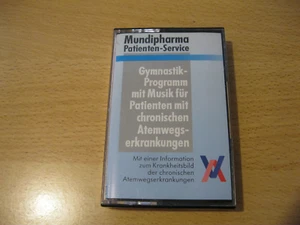 Mundipharma
Patienten-Service
Gymnastik-
Programm
mit Musik für
Patienten mit
chronischen
Atemwegs-
erkrankungen
Mit einer Information
zum Krankheitsbild
der chronischen
Atemwegserkrankungen